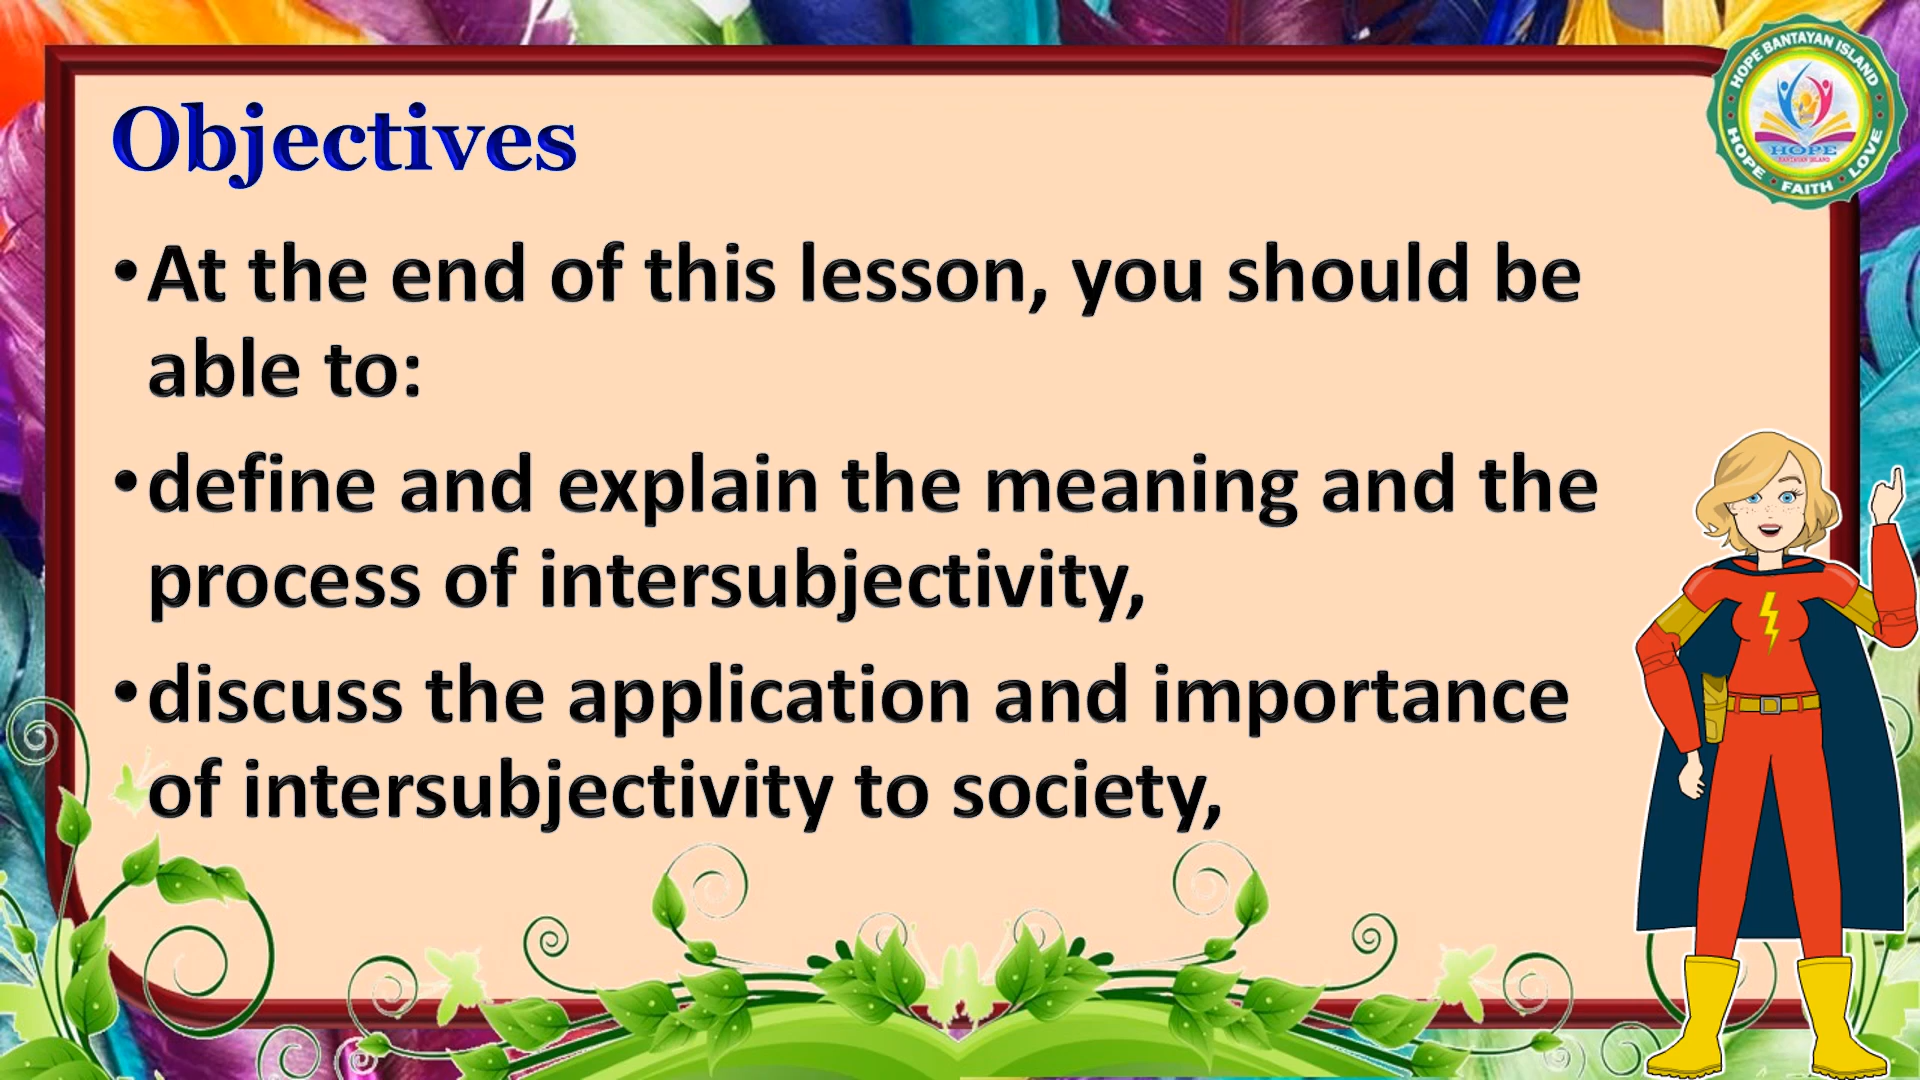 Objectives
HOPE BANTAYAN ISLAND
HOPE
HOPE • FAITH • LOVE
•At the end of this lesson, you should be
able to:
•define and explain the meaning and the
process of intersubjectivity,
•discuss the application and importance
of intersubjectivity to society,